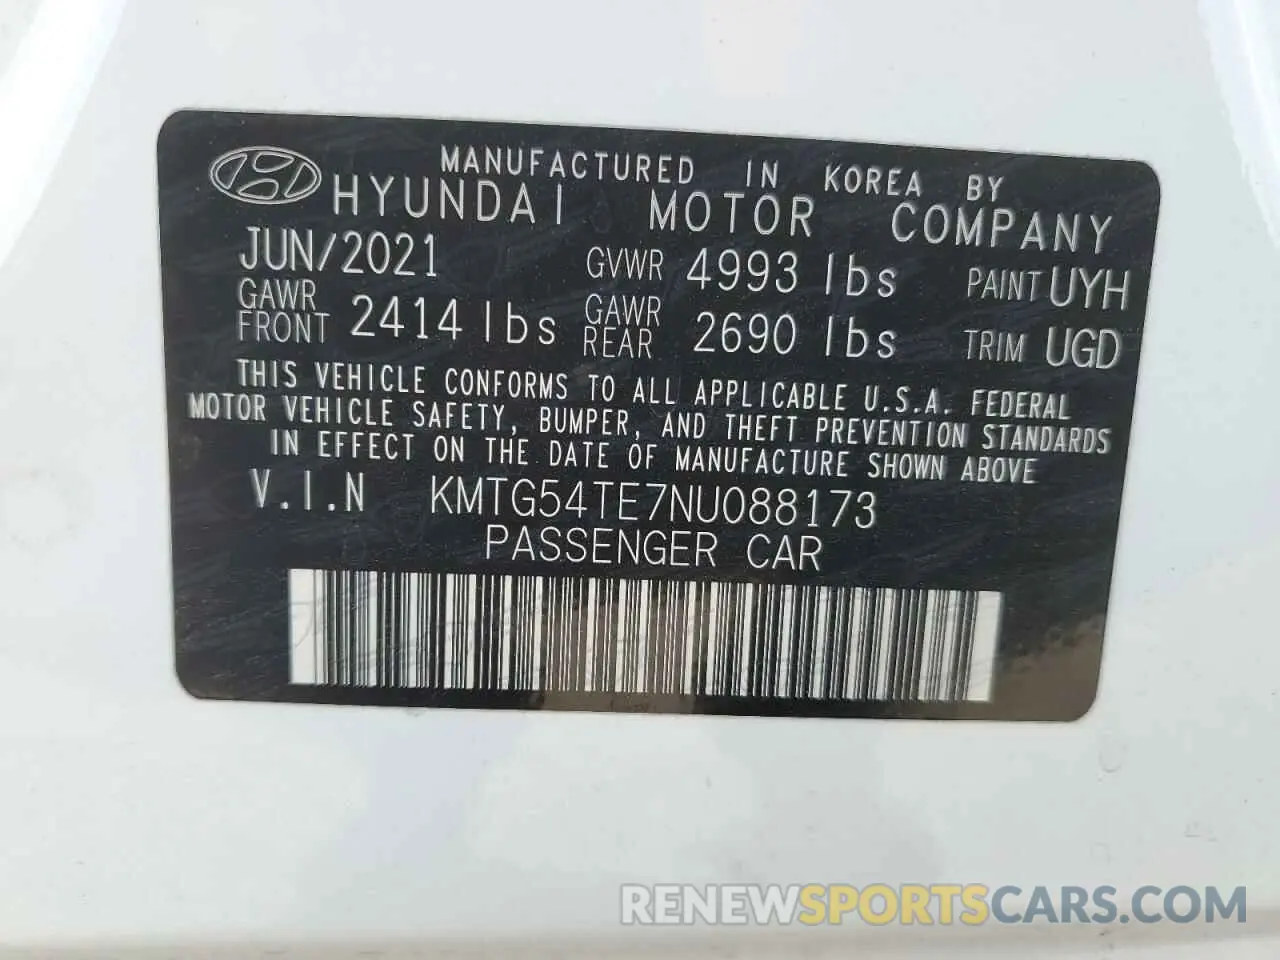 MANUFACTURED IN KOREA BY
HYUNDAI MOTOR COMPANY
JUN/2021 GVWR 4993 lbs PAINT UYH
GAWR FRONT 2414 lbs GAWR REAR 2690 lbs TRIM UGD
THIS VEHICLE CONFORMS TO ALL APPLICABLE U.S.A. FEDERAL
MOTOR VEHICLE SAFETY, BUMPER, AND THEFT PREVENTION STANDARDS
IN EFFECT ON THE DATE OF MANUFACTURE SHOWN ABOVE
V.I.N KMTG54TE7NU088173
PASSENGER CAR
RENEWSPORTSCARS.COM